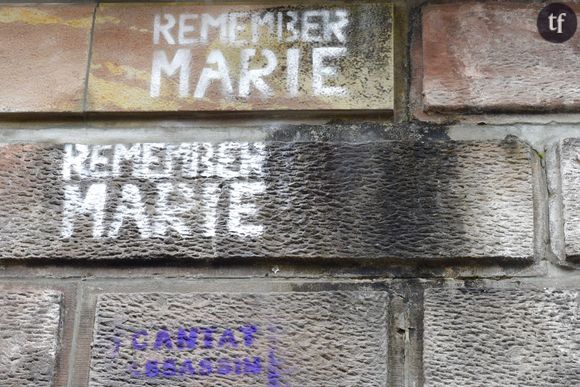 tf
REMEMBER
MARIE
REMEMBER
MARIE
CANTAT
ASSASSIN